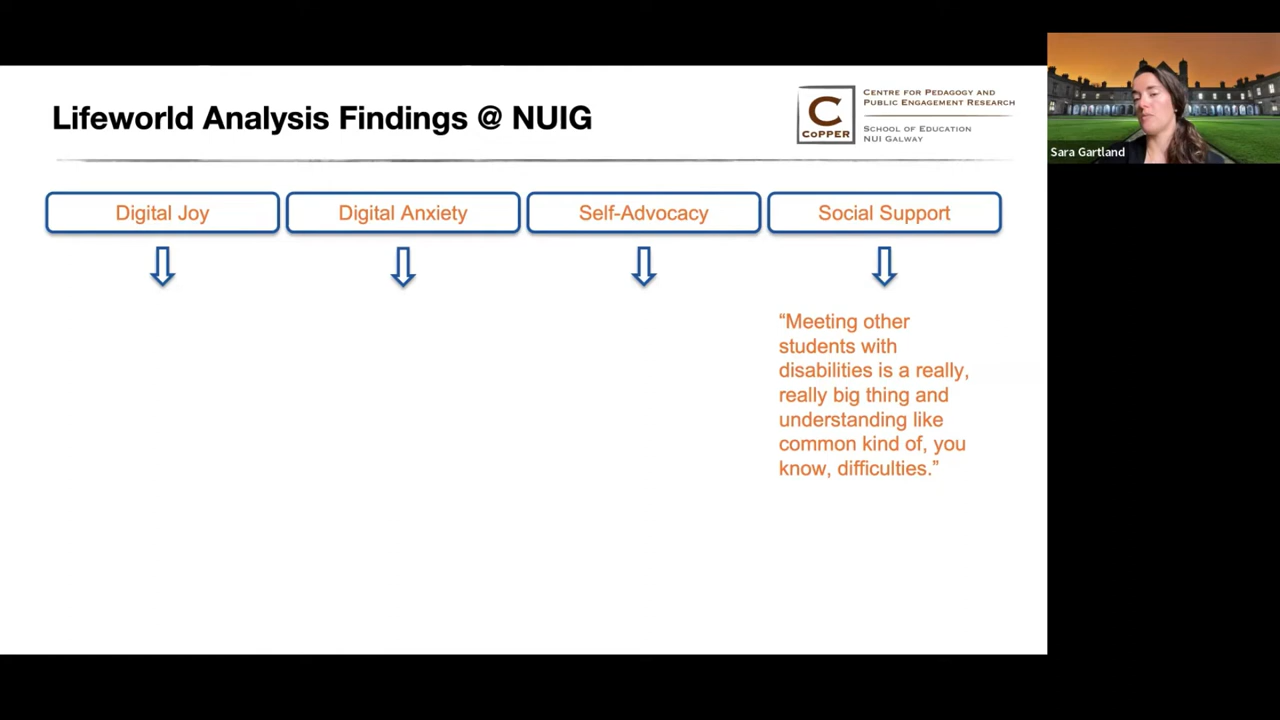 Lifeworld Analysis Findings @ NUIG
C
CoPPER
CENTRE FOR PEDAGOGY AND
PUBLIC ENGAGEMENT RESEARCH
SCHOOL OF EDUCATION
NUI GALWAY
Sara Gartland
Digital Joy
Digital Anxiety
Self-Advocacy
Social Support
“Meeting other
students with
disabilities is a really,
really big thing and
understanding like
common kind of, you
know, difficulties.”